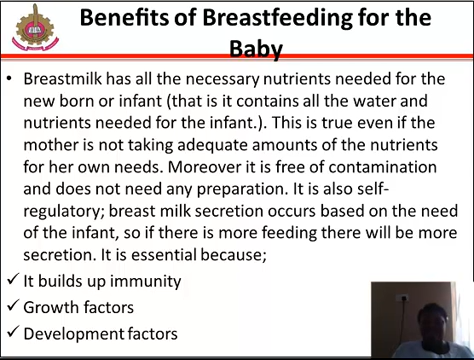 Benefits of Breastfeeding for the
Baby
• Breastmilk has all the necessary nutrients needed for the
new born or infant (that is it contains all the water and
nutrients needed for the infant.). This is true even if the
mother is not taking adequate amounts of the nutrients
for her own needs. Moreover it is free of contamination
and does not need any preparation. It is also self-
regulatory; breast milk secretion occurs based on the need
of the infant, so if there is more feeding there will be more
secretion. It is essential because;
✓ It builds up immunity
✓ Growth factors
✓ Development factors